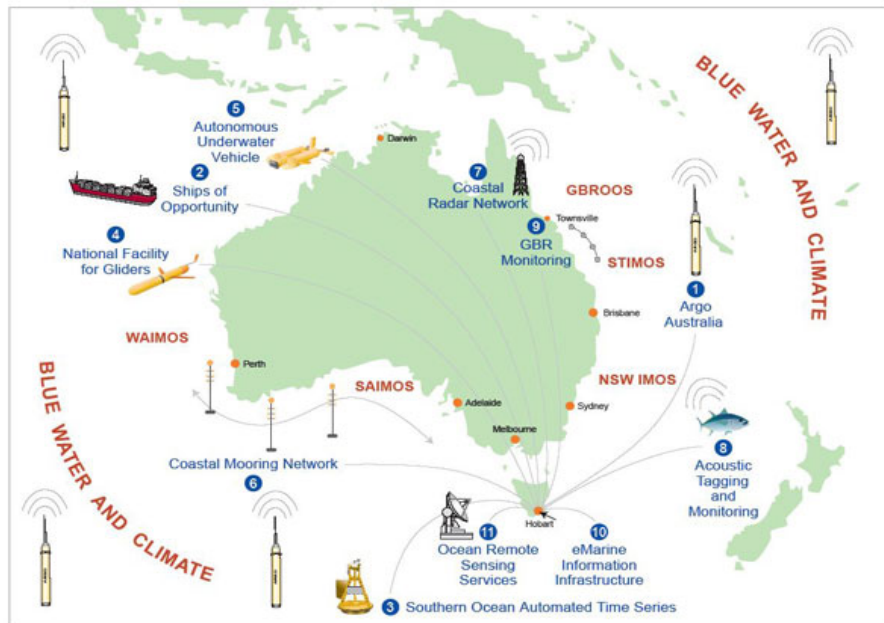 BLUE WATER AND CLIMATE
5
Autonomous
Underwater
Vehicle
Darwin
2
Ships of
Opportunity
7
Coastal
Radar Network
GBROOS
Townsville
4
National Facility
for Gliders
9
GBR
Monitoring
STIMOS
1
Argo
Australia
Brisbane
WAIMOS
Perth
SAIMOS
Adelaide
NSW IMOS
Sydney
Melbourne
BLUE WATER AND CLIMATE
Coastal Mooring Network
6
8
Acoustic
Tagging
and
Monitoring
Hobart
11
Ocean Remote
Sensing
Services
10
eMarine
Information
Infrastructure
3 Southern Ocean Automated Time Series